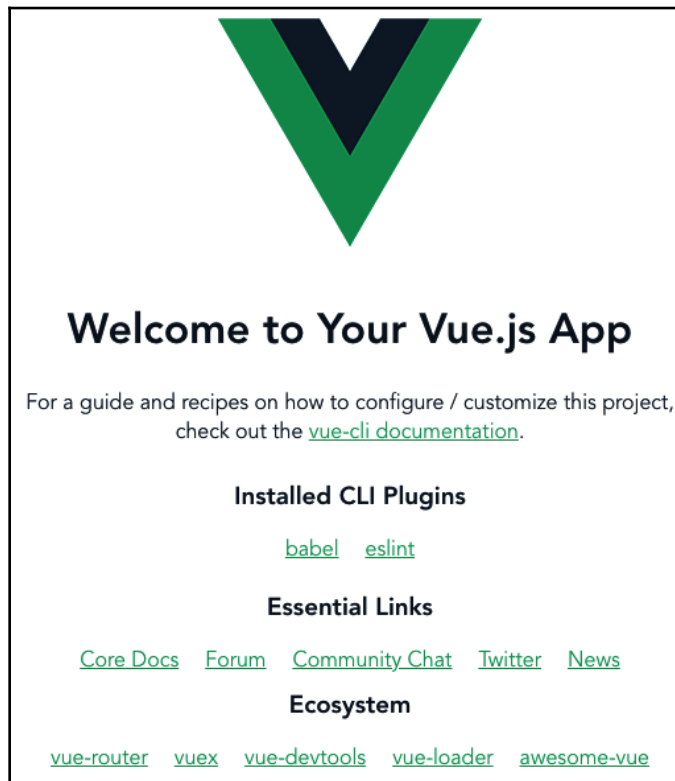 Welcome to Your Vue.js App
For a guide and recipes on how to configure / customize this project,
check out the vue-cli documentation.
Installed CLI Plugins
babel eslint
Essential Links
Core Docs Forum Community Chat Twitter News
Ecosystem
vue-router vuex vue-devtools vue-loader awesome-vue